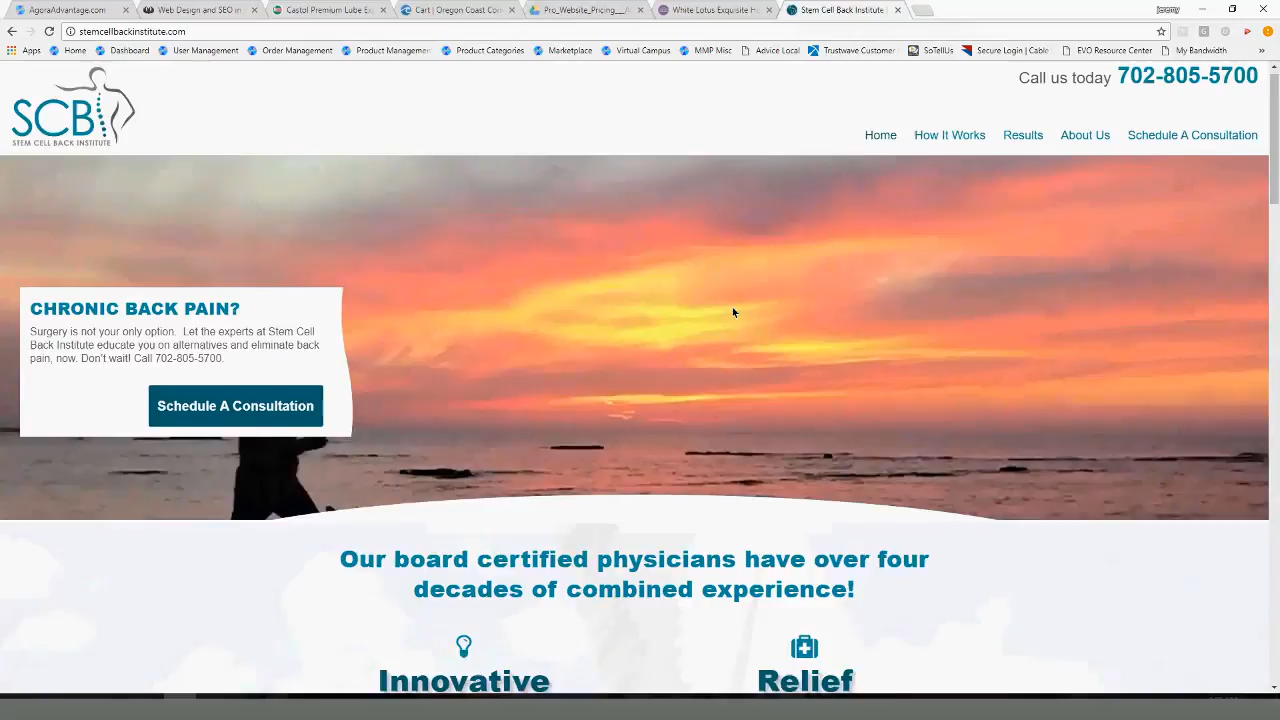 AgoraAdvantage.com
Web Design and SEO in
Castol Premium Lube Ex
Cart | Oregon Coast Com
Pro_Website_Pricing__A
White Lotus Exquisite H
Stem Cell Back Institute |
Jeremy
stemcellbackinstitute.com
Apps
Home
Dashboard
User Management
Order Management
Product Management
Product Categories
Marketplace
Virtual Campus
MMP Misc
Advice Local
Trustwave Customer
SoTellUs
Secure Login | Cable
EVO Resource Center
My Bandwidth
»
Call us today 702-805-5700
SCB
STEM CELL BACK INSTITUTE
Home
How It Works
Results
About Us
Schedule A Consultation
CHRONIC BACK PAIN?
Surgery is not your only option. Let the experts at Stem Cell
Back Institute educate you on alternatives and eliminate back
pain, now. Don't wait! Call 702-805-5700.
Schedule A Consultation
Our board certified physicians have over four
decades of combined experience!
Innovative
Relief